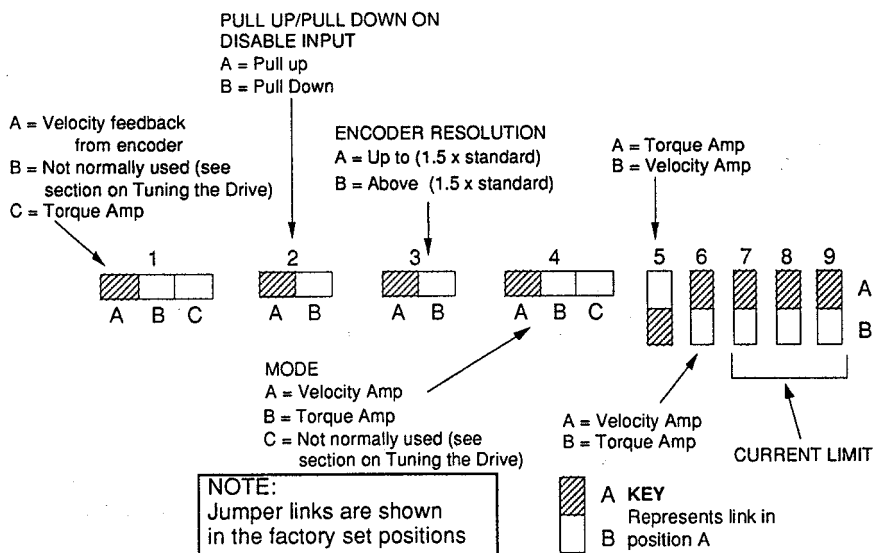 PULL UP/PULL DOWN ON
DISABLE INPUT
A = Pull up
B = Pull Down
A = Velocity feedback
from encoder
B = Not normally used (see
section on Tuning the Drive)
C = Torque Amp
ENCODER RESOLUTION
A = Up to (1.5 x standard)
B = Above (1.5 x standard)
A = Torque Amp
B = Velocity Amp
1
A B C
2
A B
3
A B
4
A B C
5 6 7 8 9
A
B
MODE
A = Velocity Amp
B = Torque Amp
C = Not normally used (see
section on Tuning the Drive)
A = Velocity Amp
B = Torque Amp
CURRENT LIMIT
NOTE:
Jumper links are shown
in the factory set positions
A KEY
Represents link in
B position A